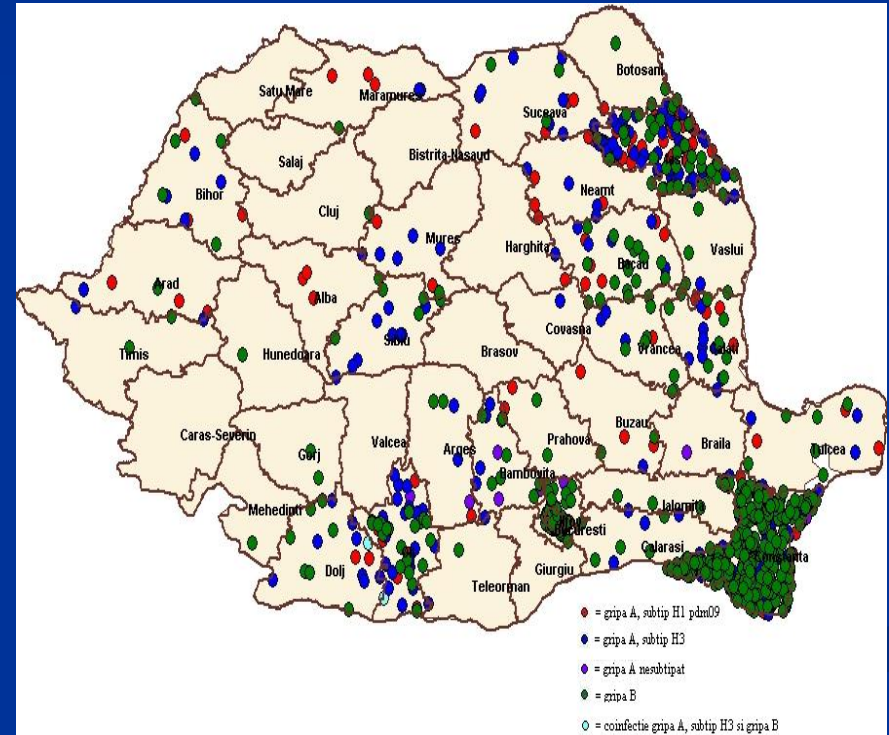 Botosani
Satu Mare
Maramures
Suceava
Bistrita-Nasaud
Salaj
Neamt
Bihor
Cluj
Mures
Harghita
Vaslui
Bacau
Arad
Alba
Covasna
Sibiu
Brasov
Vrancea
Galati
Timis
Hunedoara
Buzau
Braila
Tulcea
Caras-Severin
Valcea
Arges
Prahova
Gorj
Dambovita
Mehedinti
Ialomita
Bucuresti
Calarasi
Constanta
Dolj
Giurgiu
Teleorman
= gripa A, subtip H1 pdm09
= gripa A, subtip H3
= gripa A nesubtipat
= gripa B
= coinfectie gripa A, subtip H3 si gripa B